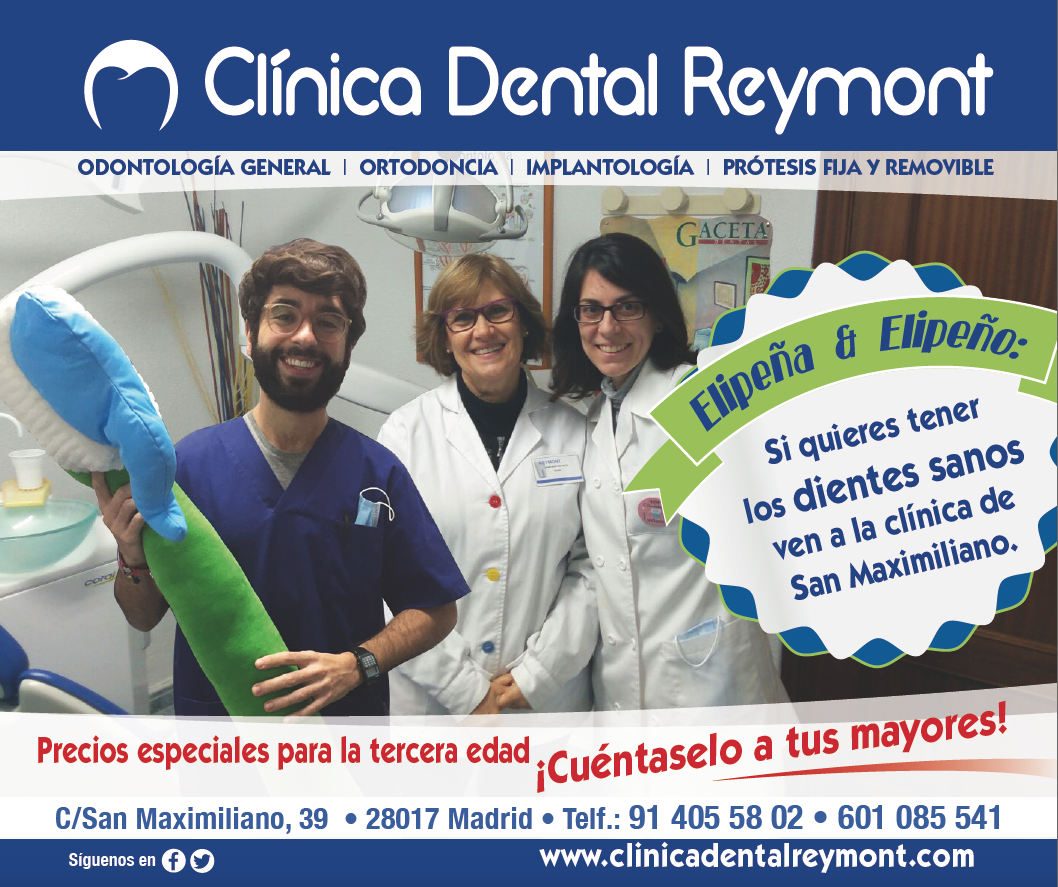 Clínica Dental Reymont
ODONTOLOGÍA GENERAL | ORTODONCIA | IMPLANTOLOGÍA | PRÓTESIS FIJA Y REMOVIBLE
GACETA
DENTAL
Elipeña & Elipeño:
Si quieres tener
los dientes sanos
ven a la clínica de
San Maximiliano.
REYMONT
Precios especiales para la tercera edad
¡Cuéntaselo a tus mayores!
C/San Maximiliano, 39 • 28017 Madrid • Telf.: 91 405 58 02 • 601 085 541
Síguenos en
www.clinicadentalreymont.com